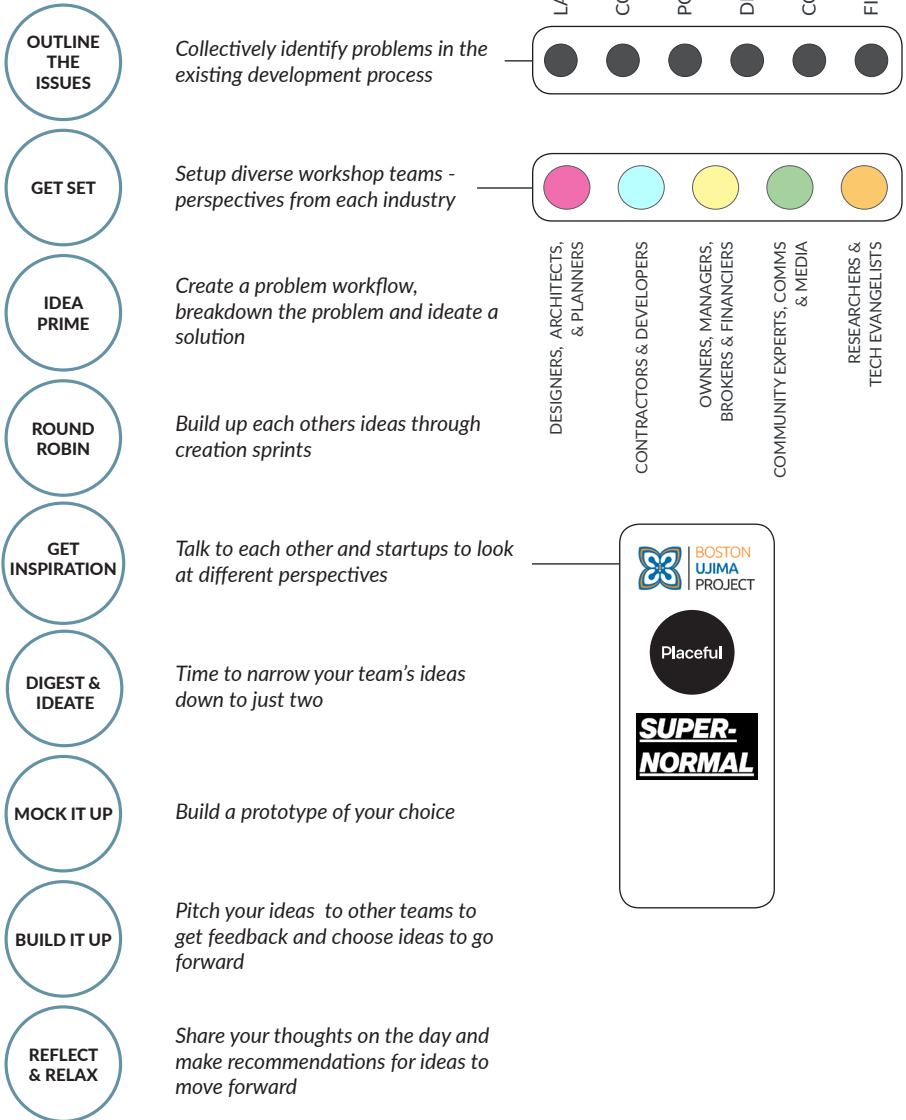 OUTLINE
THE
ISSUES
Collectively identify problems in the
existing development process
GET SET
Setup diverse workshop teams -
perspectives from each industry
DESIGNERS, ARCHITECTS,
& PLANNERS
CONTRACTORS & DEVELOPERS
OWNERS, MANAGERS,
BROKERS & FINANCIERS
COMMUNITY EXPERTS, COMMS
& MEDIA
RESEARCHERS &
TECH EVANGELISTS
IDEA
PRIME
Create a problem workflow,
breakdown the problem and ideate a
solution
ROUND
ROBIN
Build up each others ideas through
creation sprints
GET
INSPIRATION
Talk to each other and startups to look
at different perspectives
BOSTON
UJIMA
PROJECT
Placeful
SUPER-
NORMAL
DIGEST &
IDEATE
Time to narrow your team's ideas
down to just two
MOCK IT UP
Build a prototype of your choice
BUILD IT UP
Pitch your ideas  to other teams to
get feedback and choose ideas to go
forward
REFLECT
& RELAX
Share your thoughts on the day and
make recommendations for ideas to
move forward